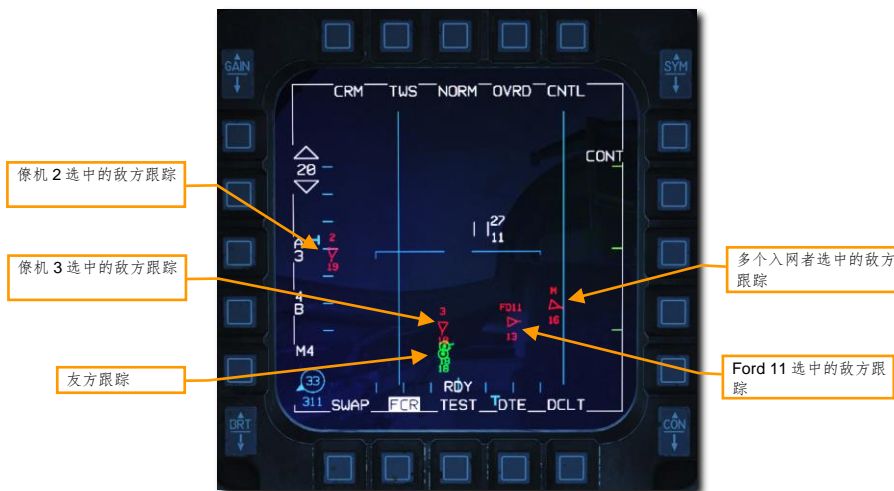 GAIN
SYM
CRM TWS NORM OVRD CNTL
CONT
20
27
11
A
3
2
19
傢机 2 选中的敌方跟踪
傢机 3 选中的敌方跟踪
友方跟踪
多个入网者选中的敌方
跟踪
Ford 11 选中的敌方跟
踪
M
16
FD11
13
3
18
4
B
M4
33
311
RDY
SWAP FCR TEST DTE DCLT
BRT
CON